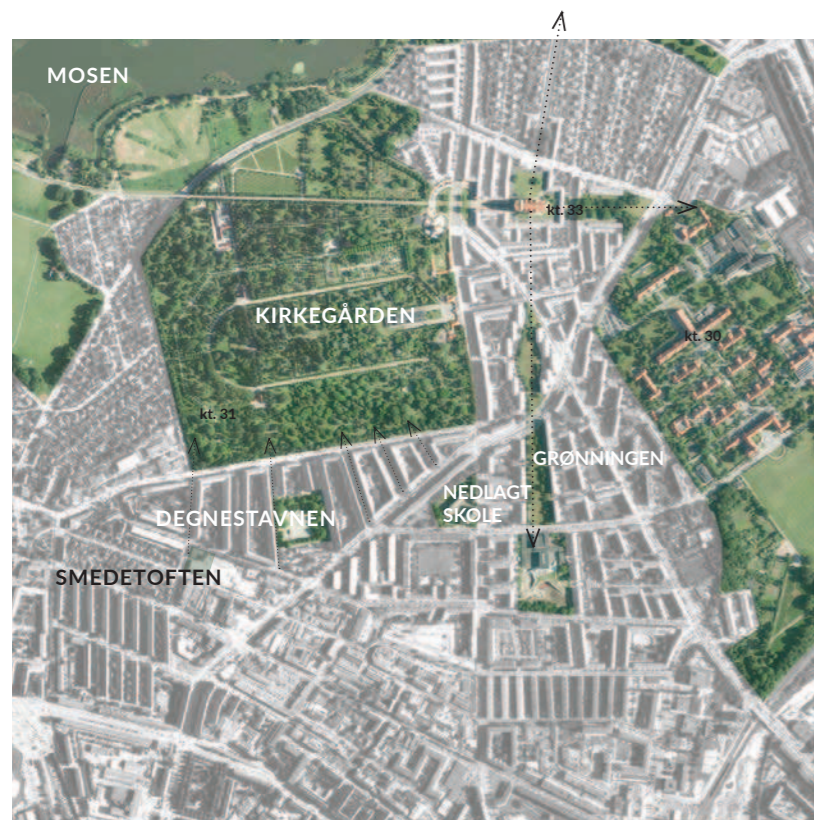 MOSEN
kt. 33
KIRKEGÅRDEN
kt. 30
kt. 31
GRØNNINGEN
NEDLAGT
SKOLE
DEGNESTAVNEN
SMEDETOFTEN